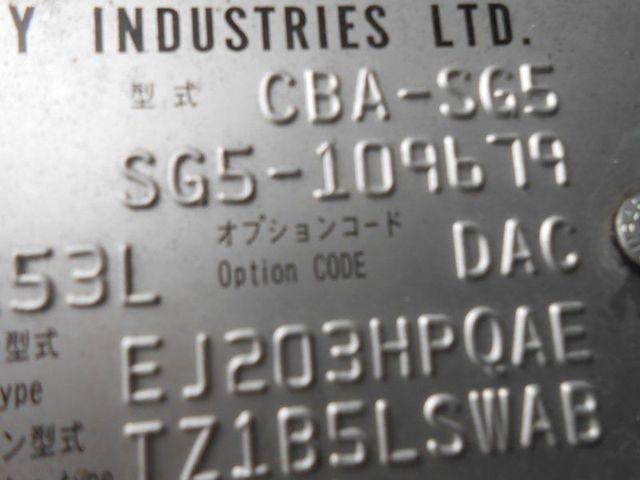 Y INDUSTRIES LTD.
型式 CBA-SG5
SG5-109679
53L オプションコード Option CODE DAC
型式 ype EJ203HPQAE
ン型式 TZ1B5LSWAB